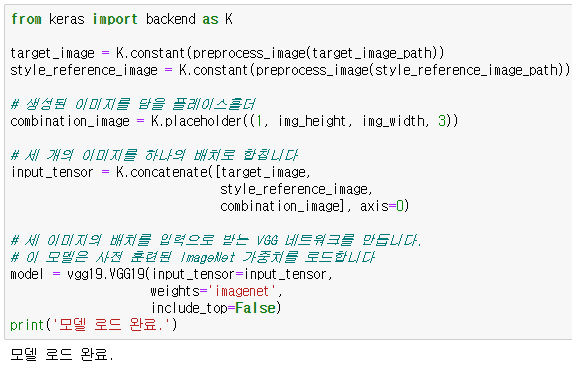 from keras import backend as K
target_image = K.constant(preprocess_image(target_image_path))
style_reference_image = K.constant(preprocess_image(style_reference_image_path))
# 생성된 이미지를 담을 플레이스홀더
combination_image = K.placeholder((1, img_height, img_width, 3))
# 세 개의 이미지를 하나의 배치로 합칩니다
input_tensor = K.concatenate([target_image,
style_reference_image,
combination_image], axis=0)
# 세 이미지의 배치를 입력으로 받는 VGG 네트워크를 만듭니다.
# 이 모델은 사전 훈련된 ImageNet 가중치를 로드합니다
model = vgg19.VGG19(input_tensor=input_tensor,
weights='imagenet',
include_top=False)
print('모델 로드 완료.')
모델 로드 완료.